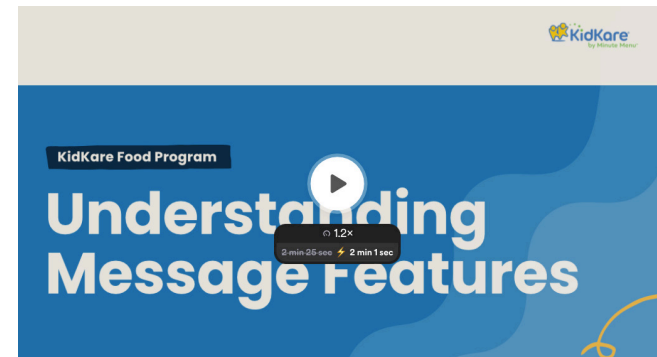 KidKare
by Minute Menu
KidKare Food Program
Understanding
1.2×
2 min 25 sec ⚡ 2 min 1 sec
Message Features